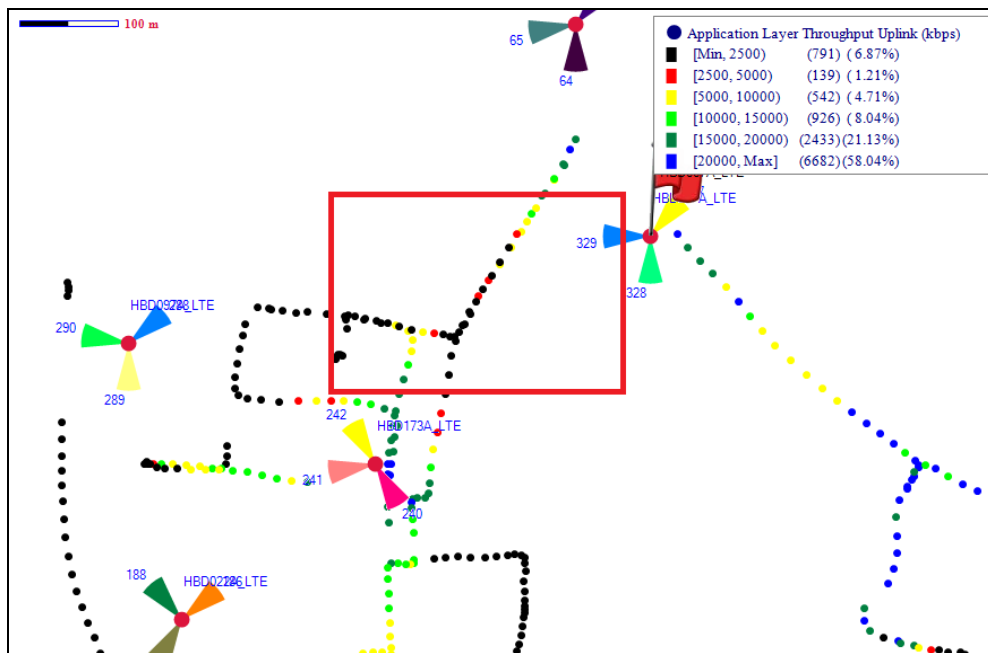 100 m
65
64
Application Layer Throughput Uplink (kbps)
[Min, 2500) (791) ( 6.87%)
[2500, 5000) (139) ( 1.21%)
[5000, 10000) (542) ( 4.71%)
[10000, 15000) (926) ( 8.04%)
[15000, 20000) (2433) (21.13%)
[20000, Max] (6682) (58.04%)
A_LTE
329
328
290
289
242
HBD173A_LTE
241
240
188